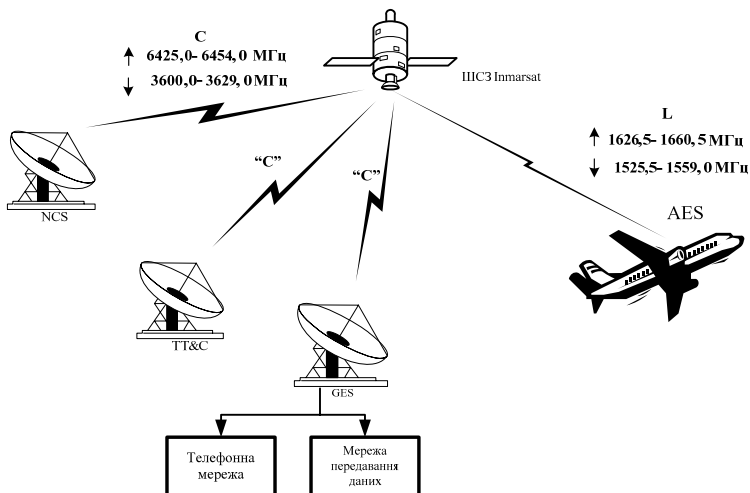 C
6425,0- 6454, 0 МГц
3600,0- 3629, 0 МГц
ШСЗ Inmarsat
L
1626,5- 1660, 5 МГц
1525,5- 1559, 0 МГц
“C”
“C”
AES
NCS
TT&C
GES
Телефонна
мережа
Мережа
передавання
даних